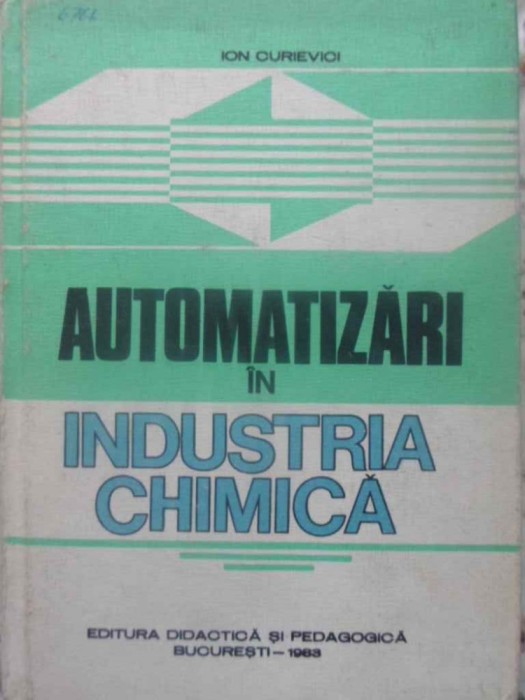 ION CURIEVICI
AUTOMATIZĂRI
ÎN
INDUSTRIA
CHIMICĂ
EDITURA DIDACTICĂ ȘI PEDAGOGICĂ
BUCUREȘTI – 1983